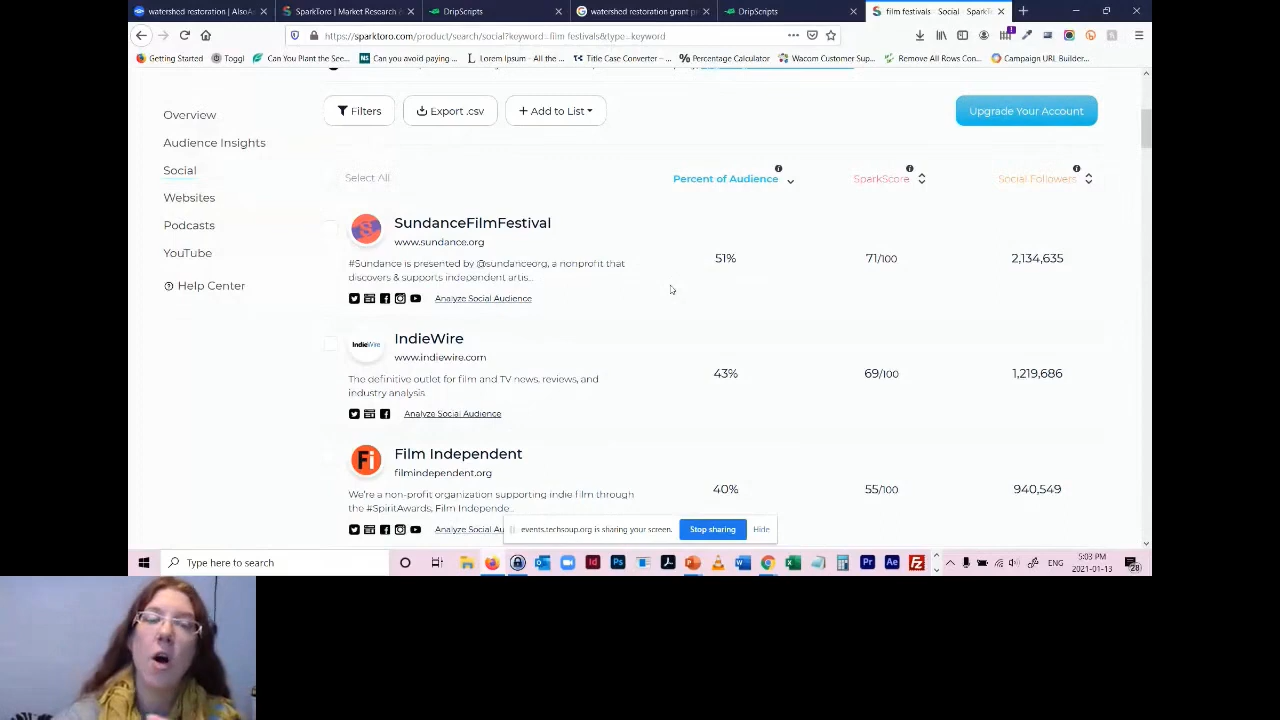 watershed restoration | AlsoAs
SparkToro | Market Research &
DripScripts
watershed restoration grant pr
DripScripts
film festivals - Social - SparkT
https://sparktoro.com/product/search/social?keyword=film festivals&type=keyword
Getting Started
Toggl
Can You Plant the See...
Can you avoid paying ...
Lorem Ipsum - All the ...
Title Case Converter – ...
Percentage Calculator
Wacom Customer Sup...
Remove All Rows Con...
Campaign URL Builder...
Overview
Audience Insights
Social
Websites
Podcasts
YouTube
Help Center
Filters
Export .csv
+ Add to List
Upgrade Your Account
Select All
Percent of Audience
SparkScore
Social Followers
SundanceFilmFestival
www.sundance.org
#Sundance is presented by @sundanceorg, a nonprofit that
discovers & supports independent artis...
Analyze Social Audience
51%
71/100
2,134,635
IndieWire
www.indiewire.com
The definitive outlet for film and TV news, reviews, and
industry analysis
Analyze Social Audience
43%
69/100
1,219,686
Fi
Film Independent
filmindependent.org
We're a non-profit organization supporting indie film through
the #SpiritAwards, Film Independe...
Analyze Social Au
40%
55/100
940,549
events.techsoup.org is sharing your screen.
Stop sharing
Hide
Type here to search
ENG
5:03 PM
2021-01-13
28